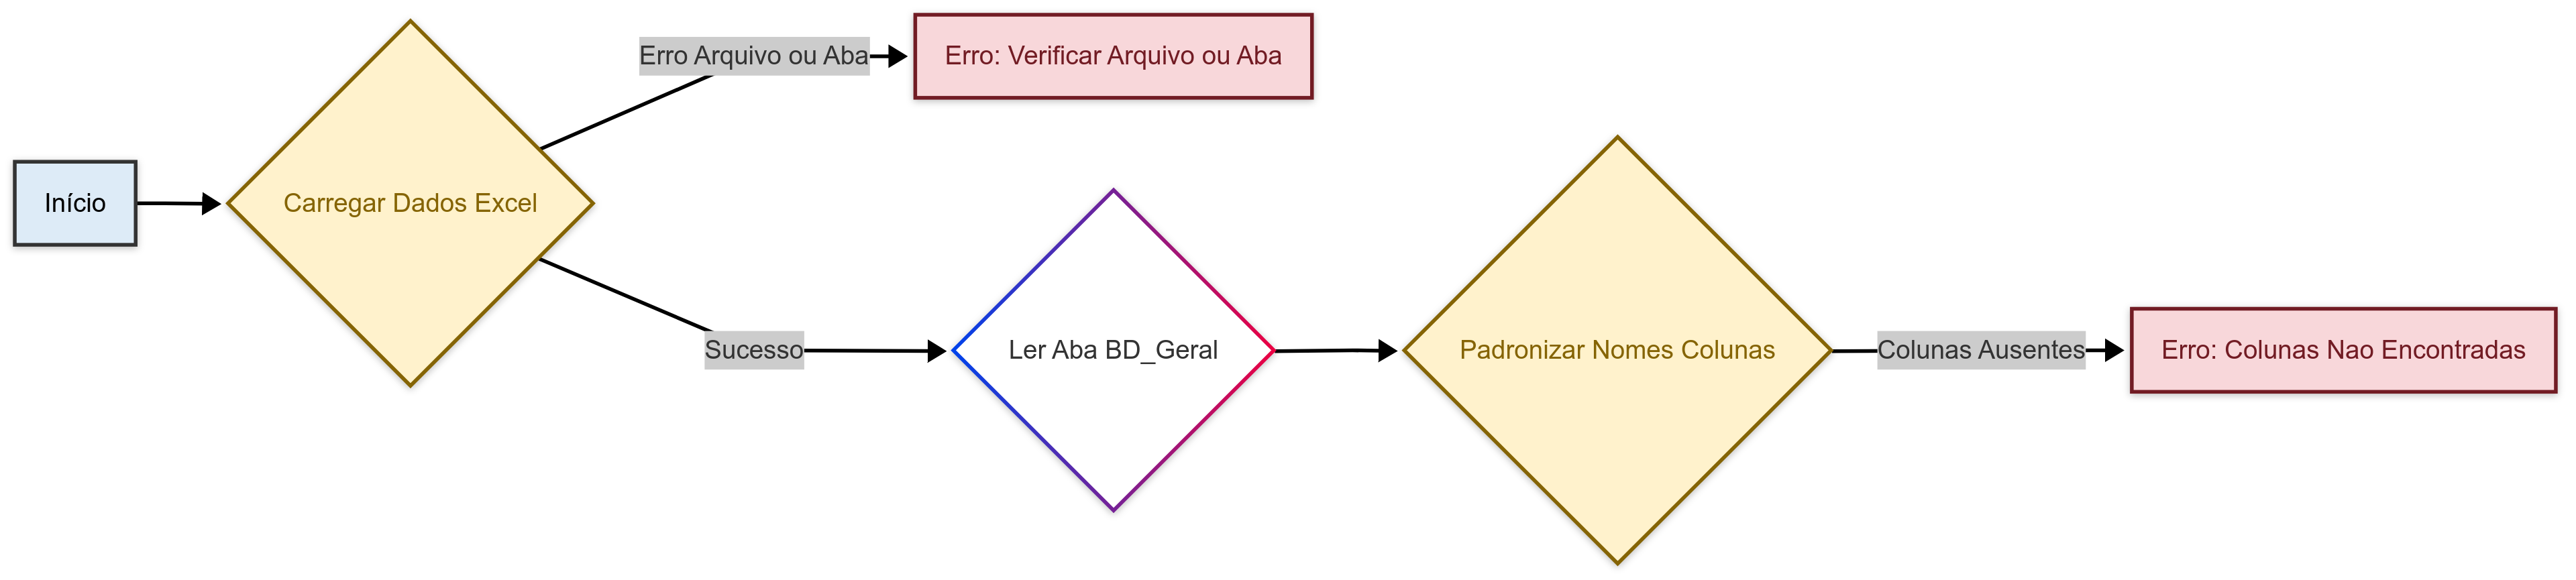 Início
Carregar Dados Excel
Erro Arquivo ou Aba
Erro: Verificar Arquivo ou Aba
Sucesso
Ler Aba BD_Geral
Padronizar Nomes Colunas
Colunas Ausentes
Erro: Colunas Nao Encontradas